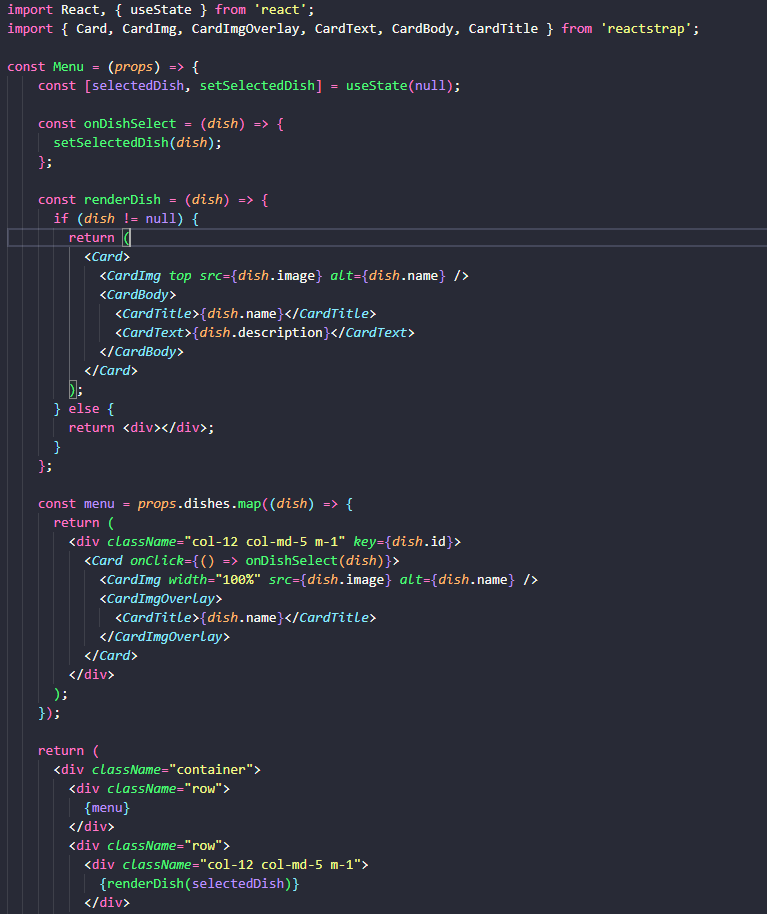 import React, { useState } from 'react';
import { Card, CardImg, CardImgOverlay, CardText, CardBody, CardTitle } from 'reactstrap';
const Menu = (props) => {
const [selectedDish, setSelectedDish] = useState(null);
const onDishSelect = (dish) => {
setSelectedDish(dish);
};
const renderDish = (dish) => {
if (dish != null) {
return (
<Card>
<CardImg top src={dish.image} alt={dish.name} />
<CardBody>
<CardTitle>{dish.name}</CardTitle>
<CardText>{dish.description}</CardText>
</CardBody>
</Card>
);
} else {
return <div></div>;
}
};
const menu = props.dishes.map((dish) => {
return (
<div className="col-12 col-md-5 m-1" key={dish.id}>
<Card onClick={() => onDishSelect(dish)}>
<CardImg width="100%" src={dish.image} alt={dish.name} />
<CardImgOverlay>
<CardTitle>{dish.name}</CardTitle>
</CardImgOverlay>
</Card>
</div>
);
});
return (
<div className="container">
<div className="row">
{menu}
</div>
<div className="row">
<div className="col-12 col-md-5 m-1">
{renderDish(selectedDish)}
</div>